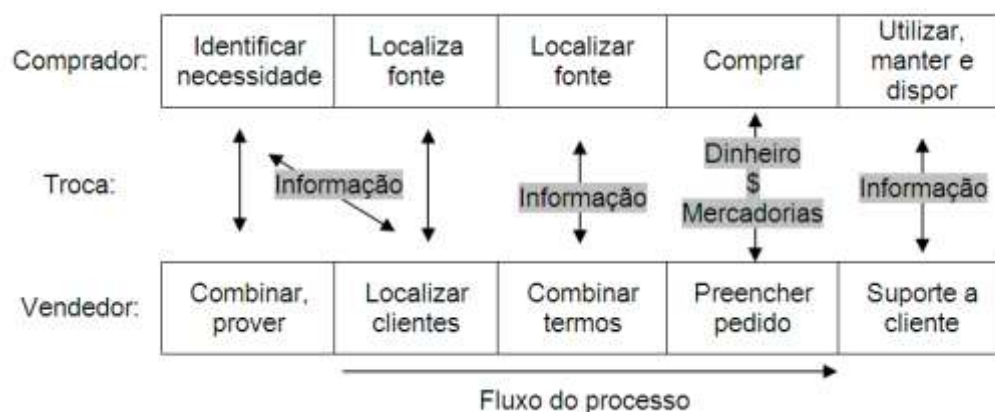 Comprador:
Identificar
necessidade
Localiza
fonte
Localizar
fonte
Comprar
Utilizar,
manter e
dispor
Troca:
Informação
Informação
Dinheiro
$
Mercadorias
Informação
Vendedor:
Combinar,
prover
Localizar
clientes
Combinar
termos
Preencher
pedido
Suporte a
cliente
Fluxo do processo